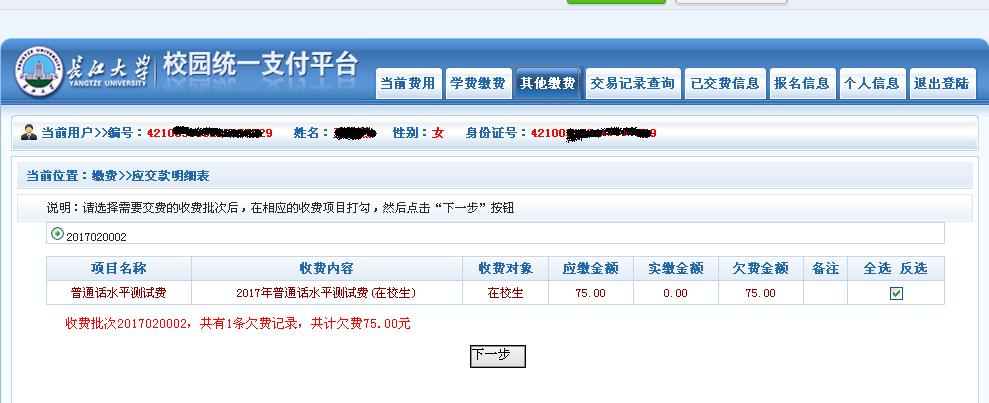 长江大学 YANGTZE UNIVERSITY 校园统一支付平台
当前费用 学费缴费 其他缴费 交易记录查询 已交费信息 报名信息 个人信息 退出登陆
当前用户>>编号：4210 29 姓名： 性别：女 身份证号：42100 9
当前位置：缴费>>应交款明细表
说明：请选择需要交费的收费批次后，在相应的收费项目打勾，然后点击“下一步”按钮
2017020002
项目名称 收费内容 收费对象 应缴金额 实缴金额 欠费金额 备注 全选 反选
普通话水平测试费 2017年普通话水平测试费(在校生) 在校生 75.00 0.00 75.00
收费批次2017020002，共有1条欠费记录，共计欠费75.00元
下一步